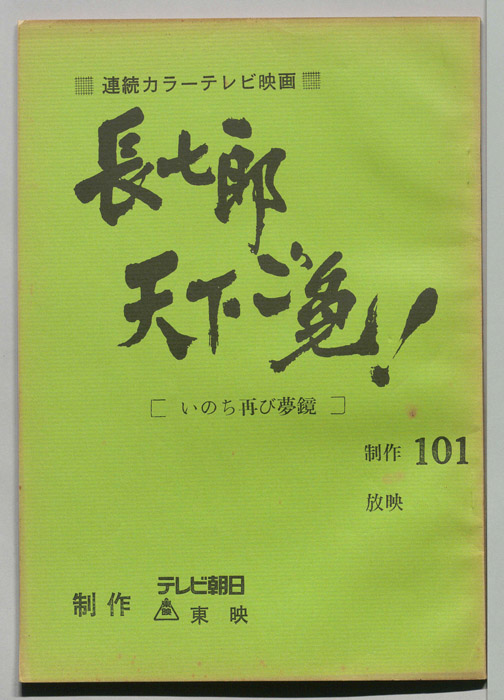 連続カラーテレビ映画
長七郎
天下ご免!
[いのち再び夢鏡]
制作 101
放映
制作 テレビ朝日
東映 東映